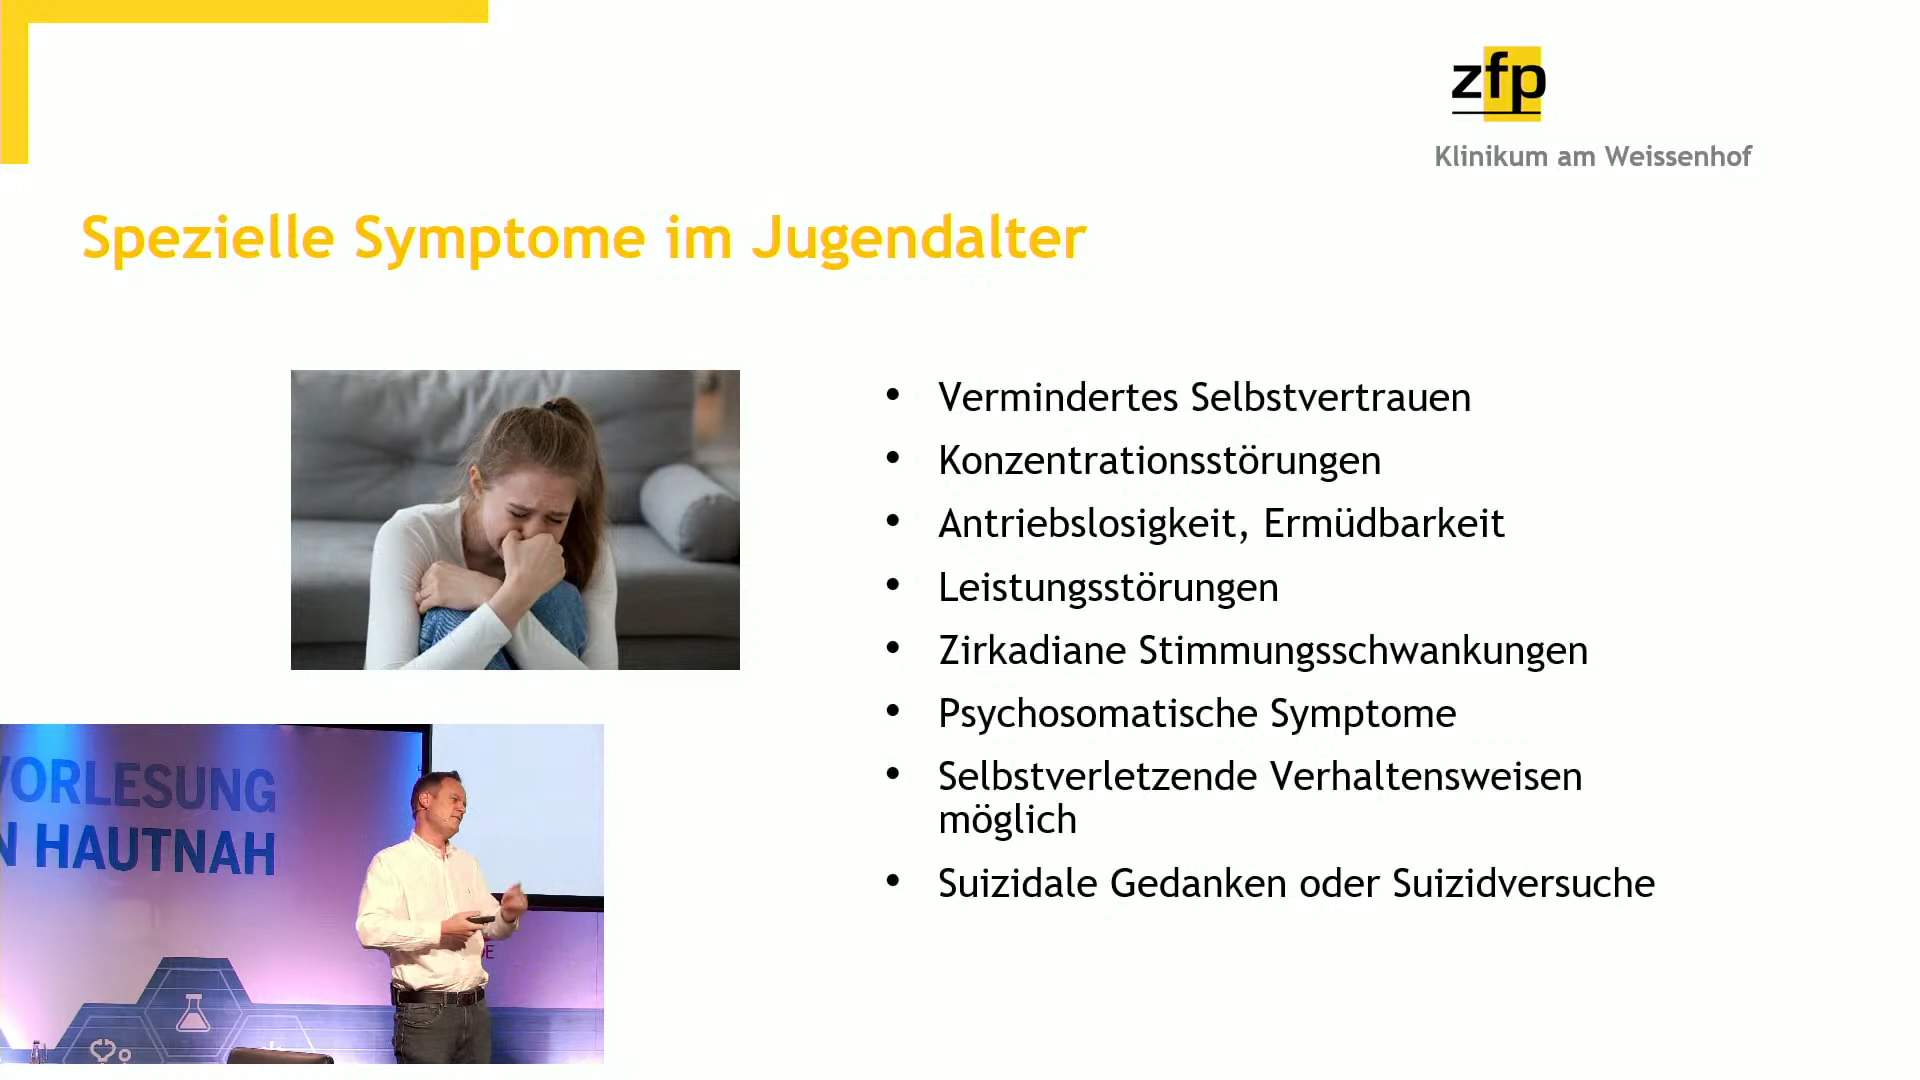 zfp
Klinikum am Weissenhof
Spezielle Symptome im Jugendalter
• Vermindertes Selbstvertrauen
• Konzentrationsstörungen
• Antriebslosigkeit, Ermüdbarkeit
• Leistungsstörungen
• Zirkadiane Stimmungsschwankungen
• Psychosomatische Symptome
• Selbstverletzende Verhaltensweisen
möglich
• Suizidale Gedanken oder Suizidversuche
VORLESUNG
N HAUTNAH